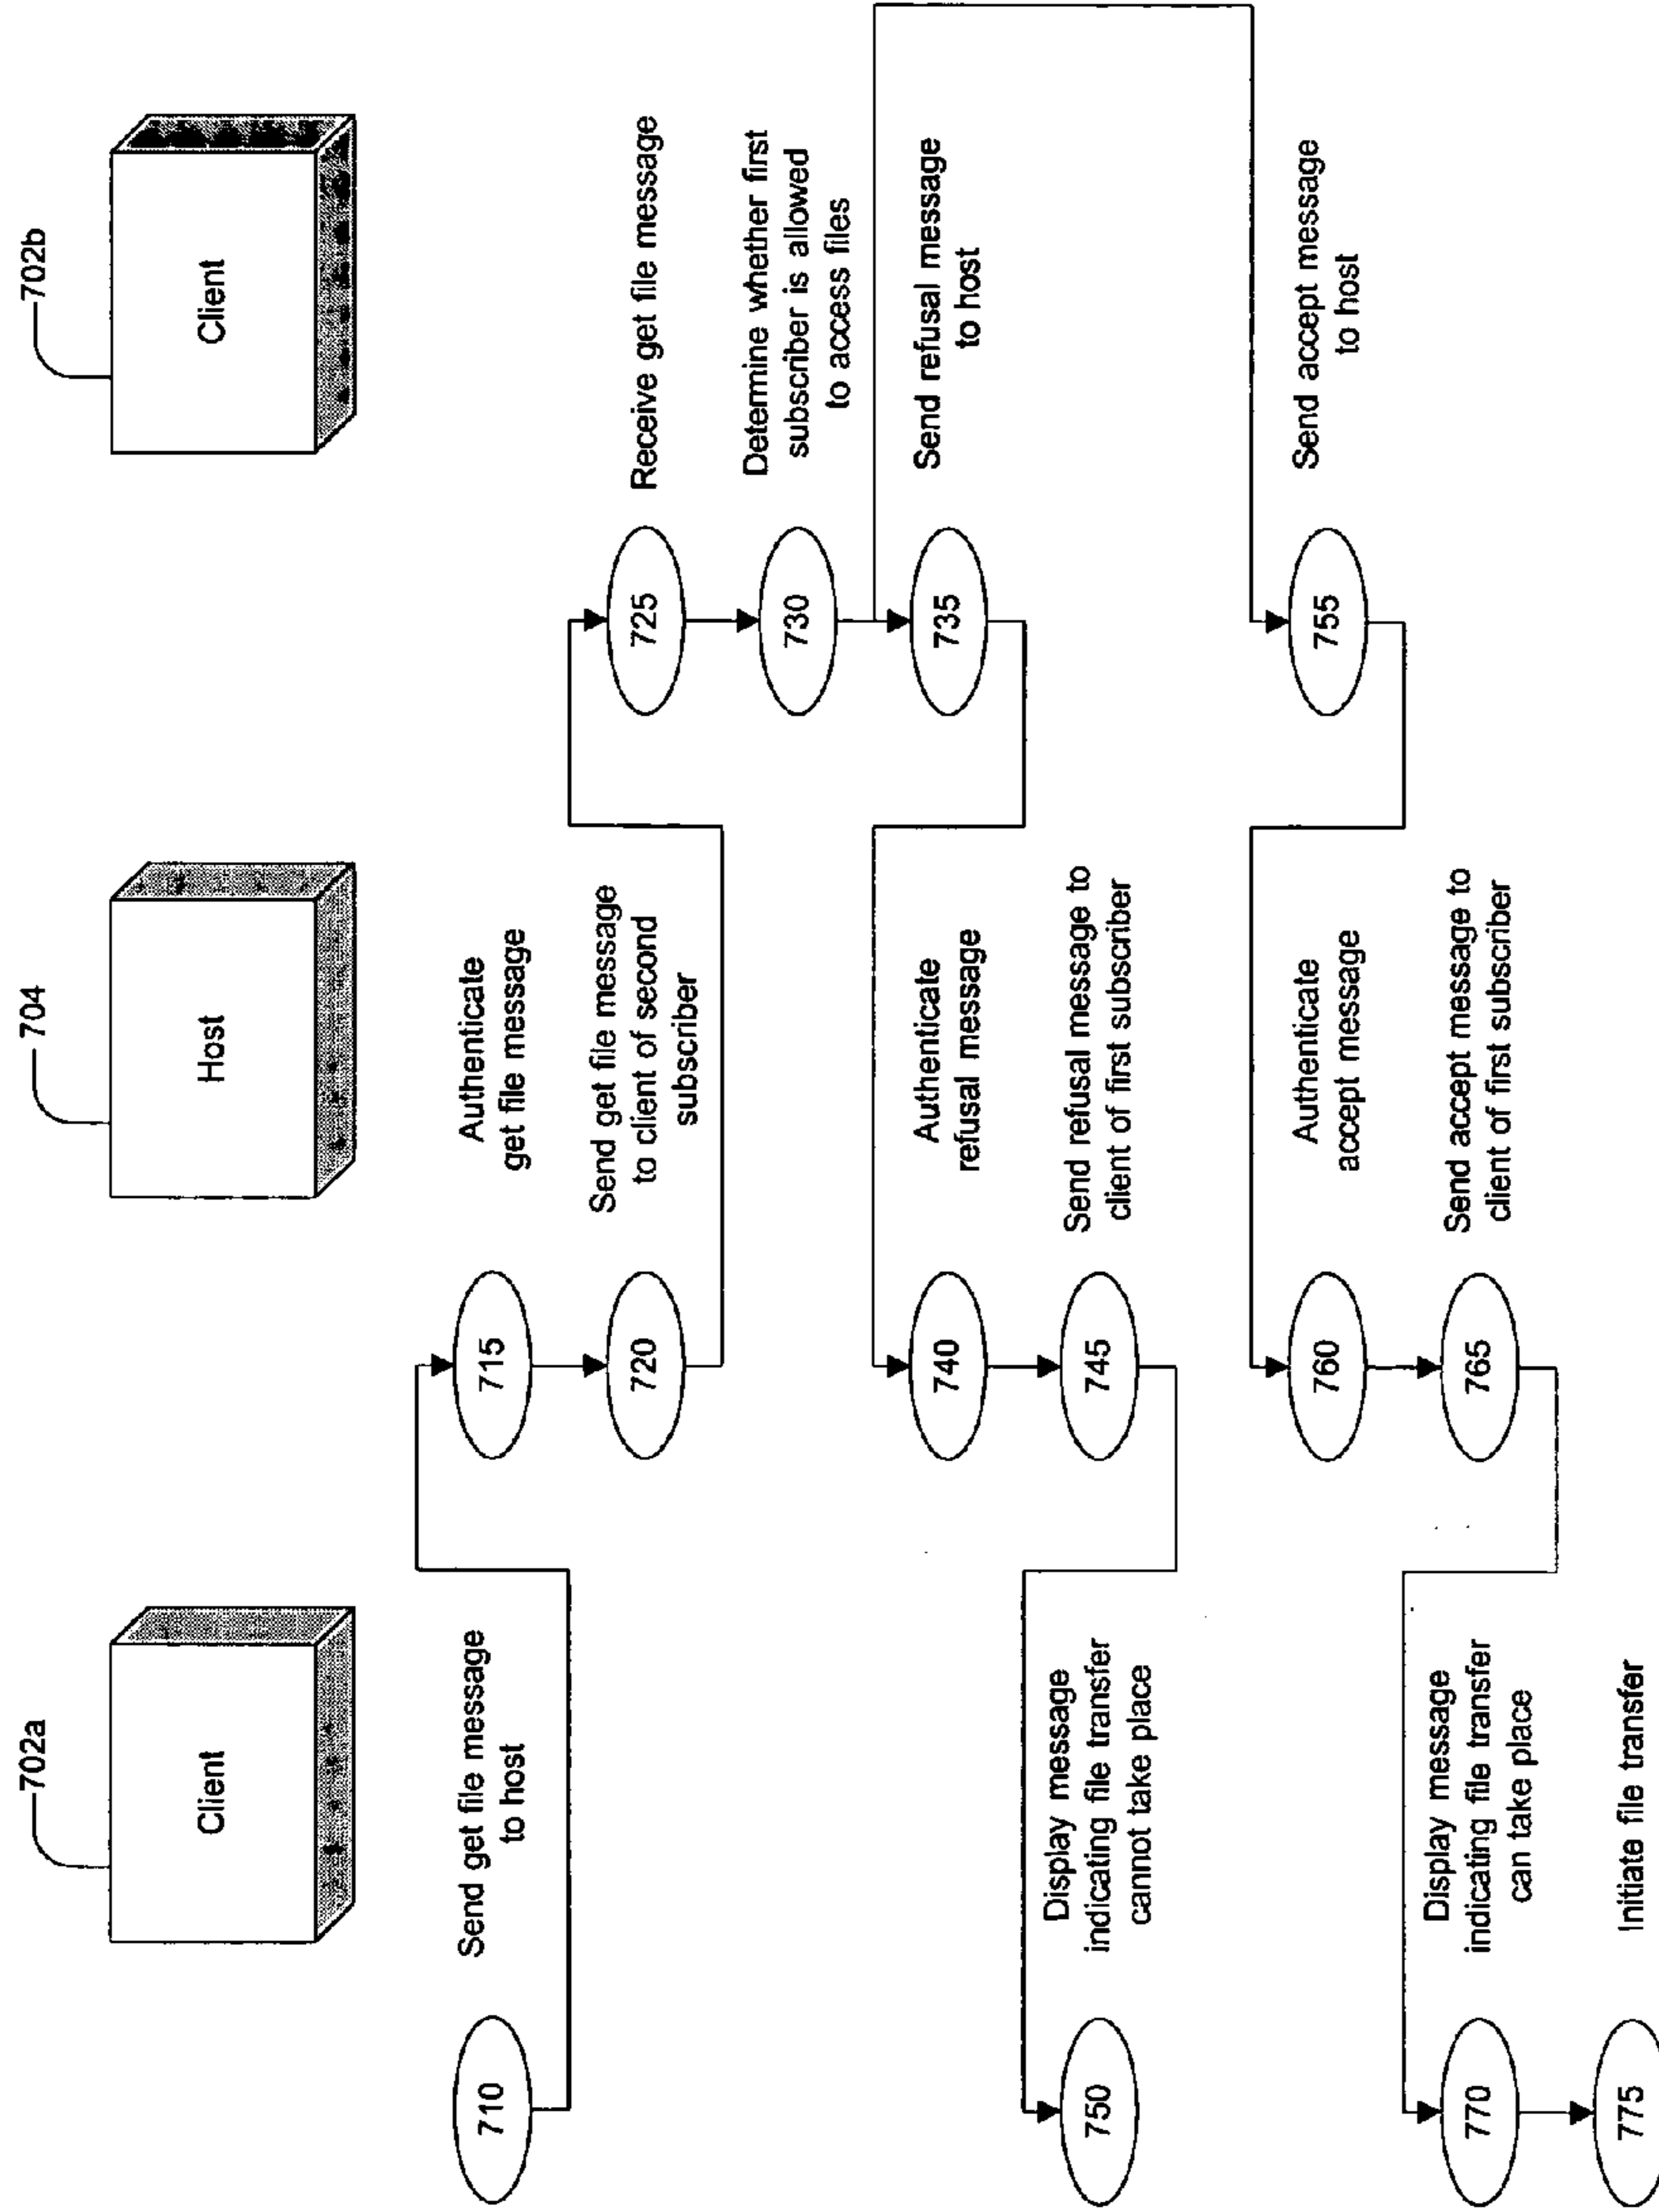 702a
704
702b
Client
Host
Client
710
Send get file message
to host
715
Authenticate
get file message
720
Send get file message
to client of second
subscriber
725
Receive get file message
730
Determine whether first
subscriber is allowed
to access files
735
Send refusal message
to host
740
Authenticate
refusal message
745
Send refusal message to
client of first subscriber
750
Display message
indicating file transfer
cannot take place
755
Send accept message
to host
760
Authenticate
accept message
765
Send accept message to
client of first subscriber
770
Display message
indicating file transfer
can take place
775
Initiate file transfer